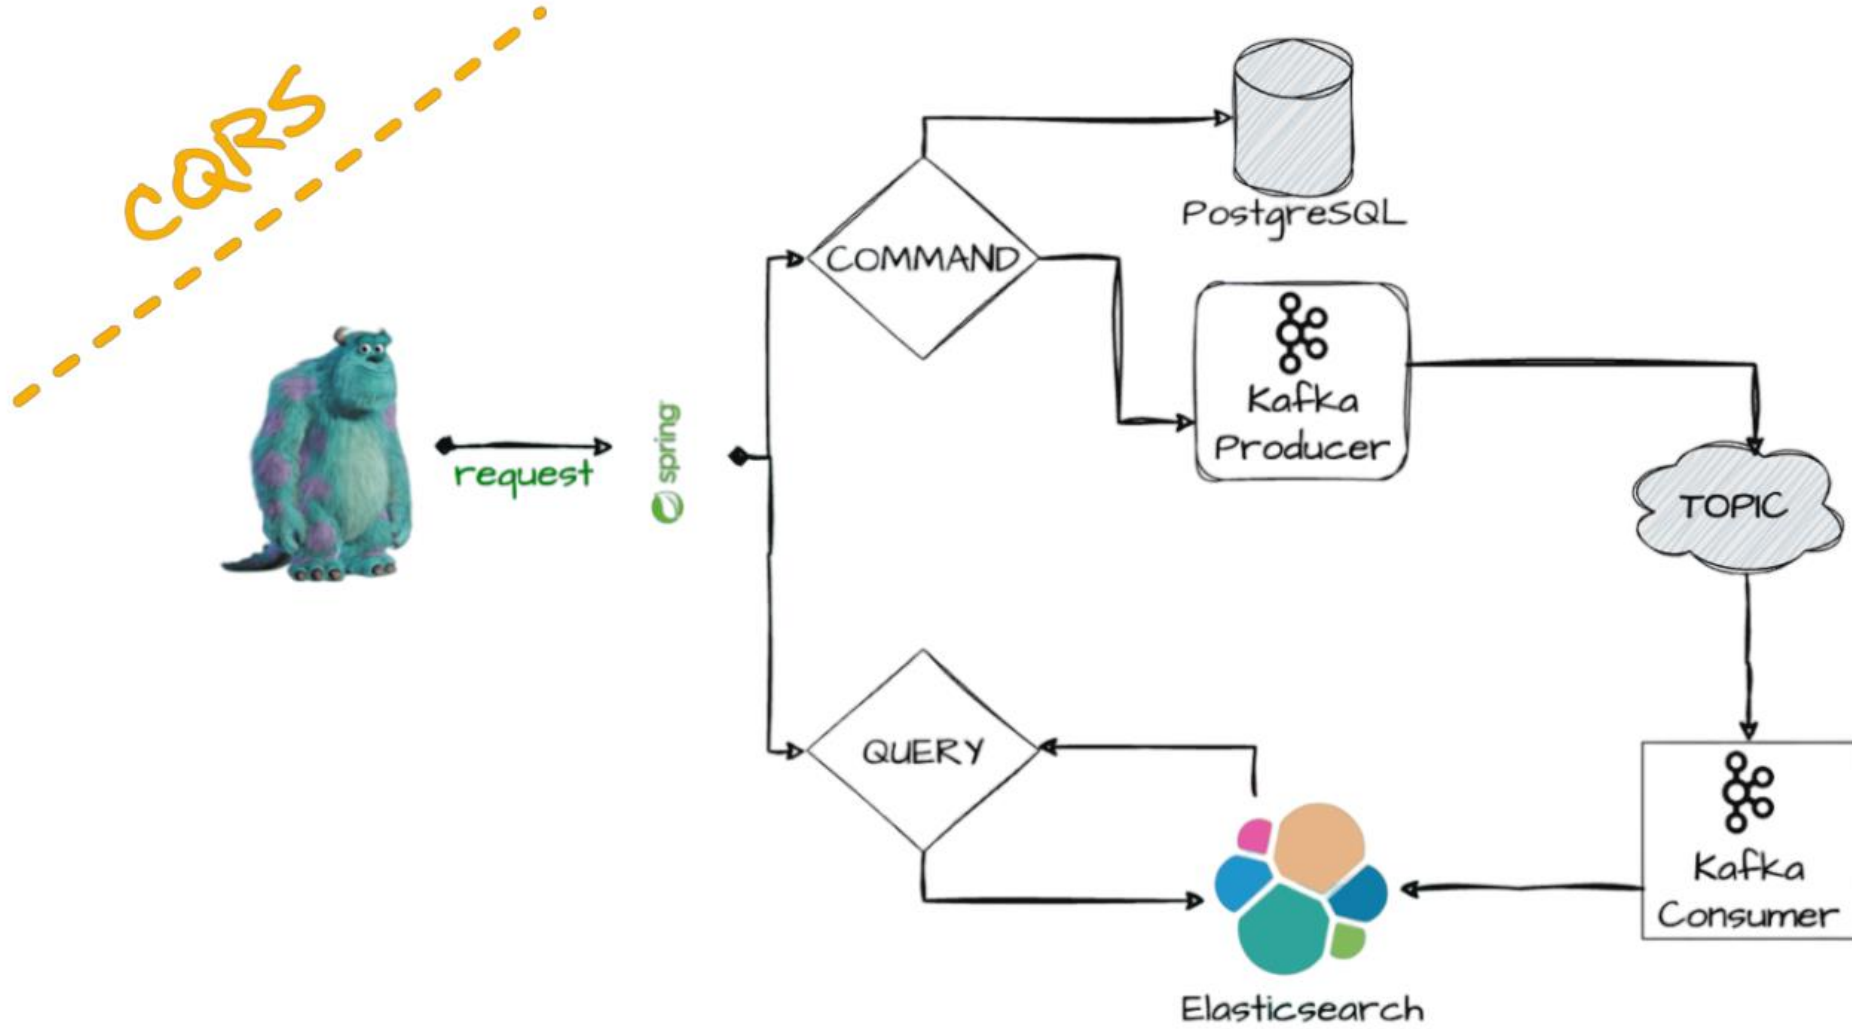 CQRS
PostgreSQL
COMMAND
Kafka
Producer
request
spring
TOPIC
QUERY
Kafka
Consumer
Elasticsearch